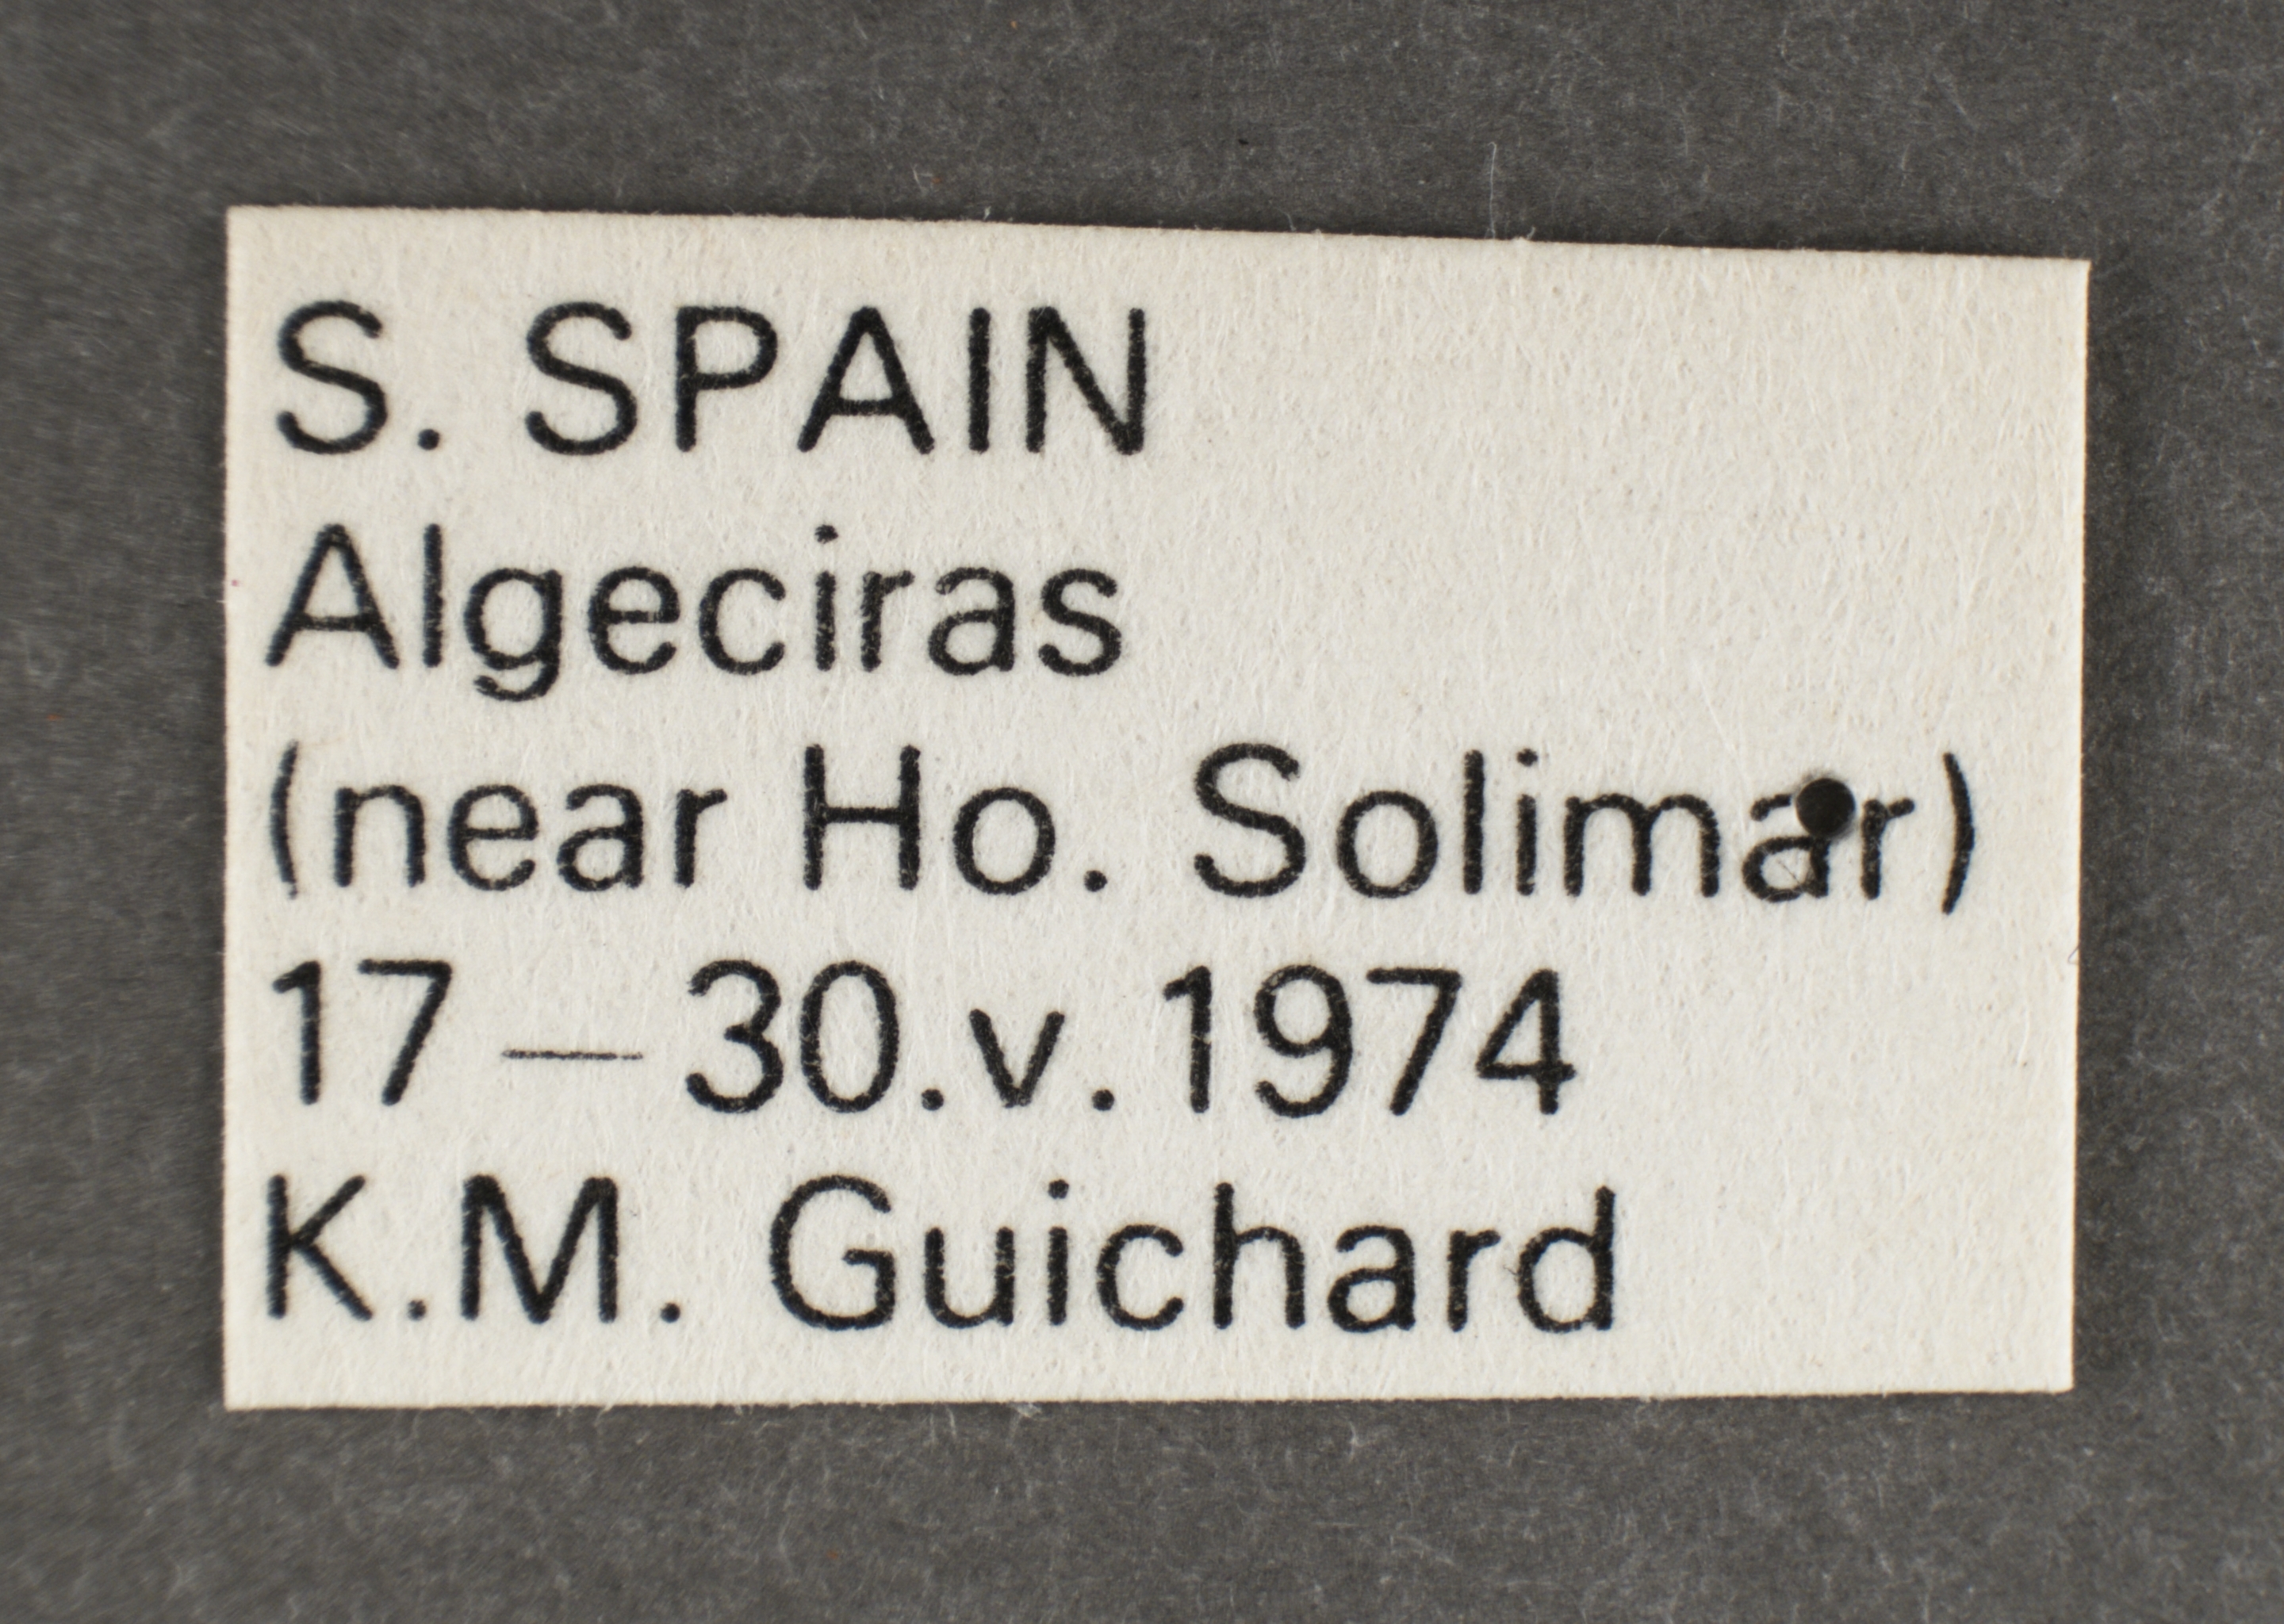 S. SPAIN
Algeciras
(near Ho. Solimar)
17 – 30.v.1974
K.M. Guichard